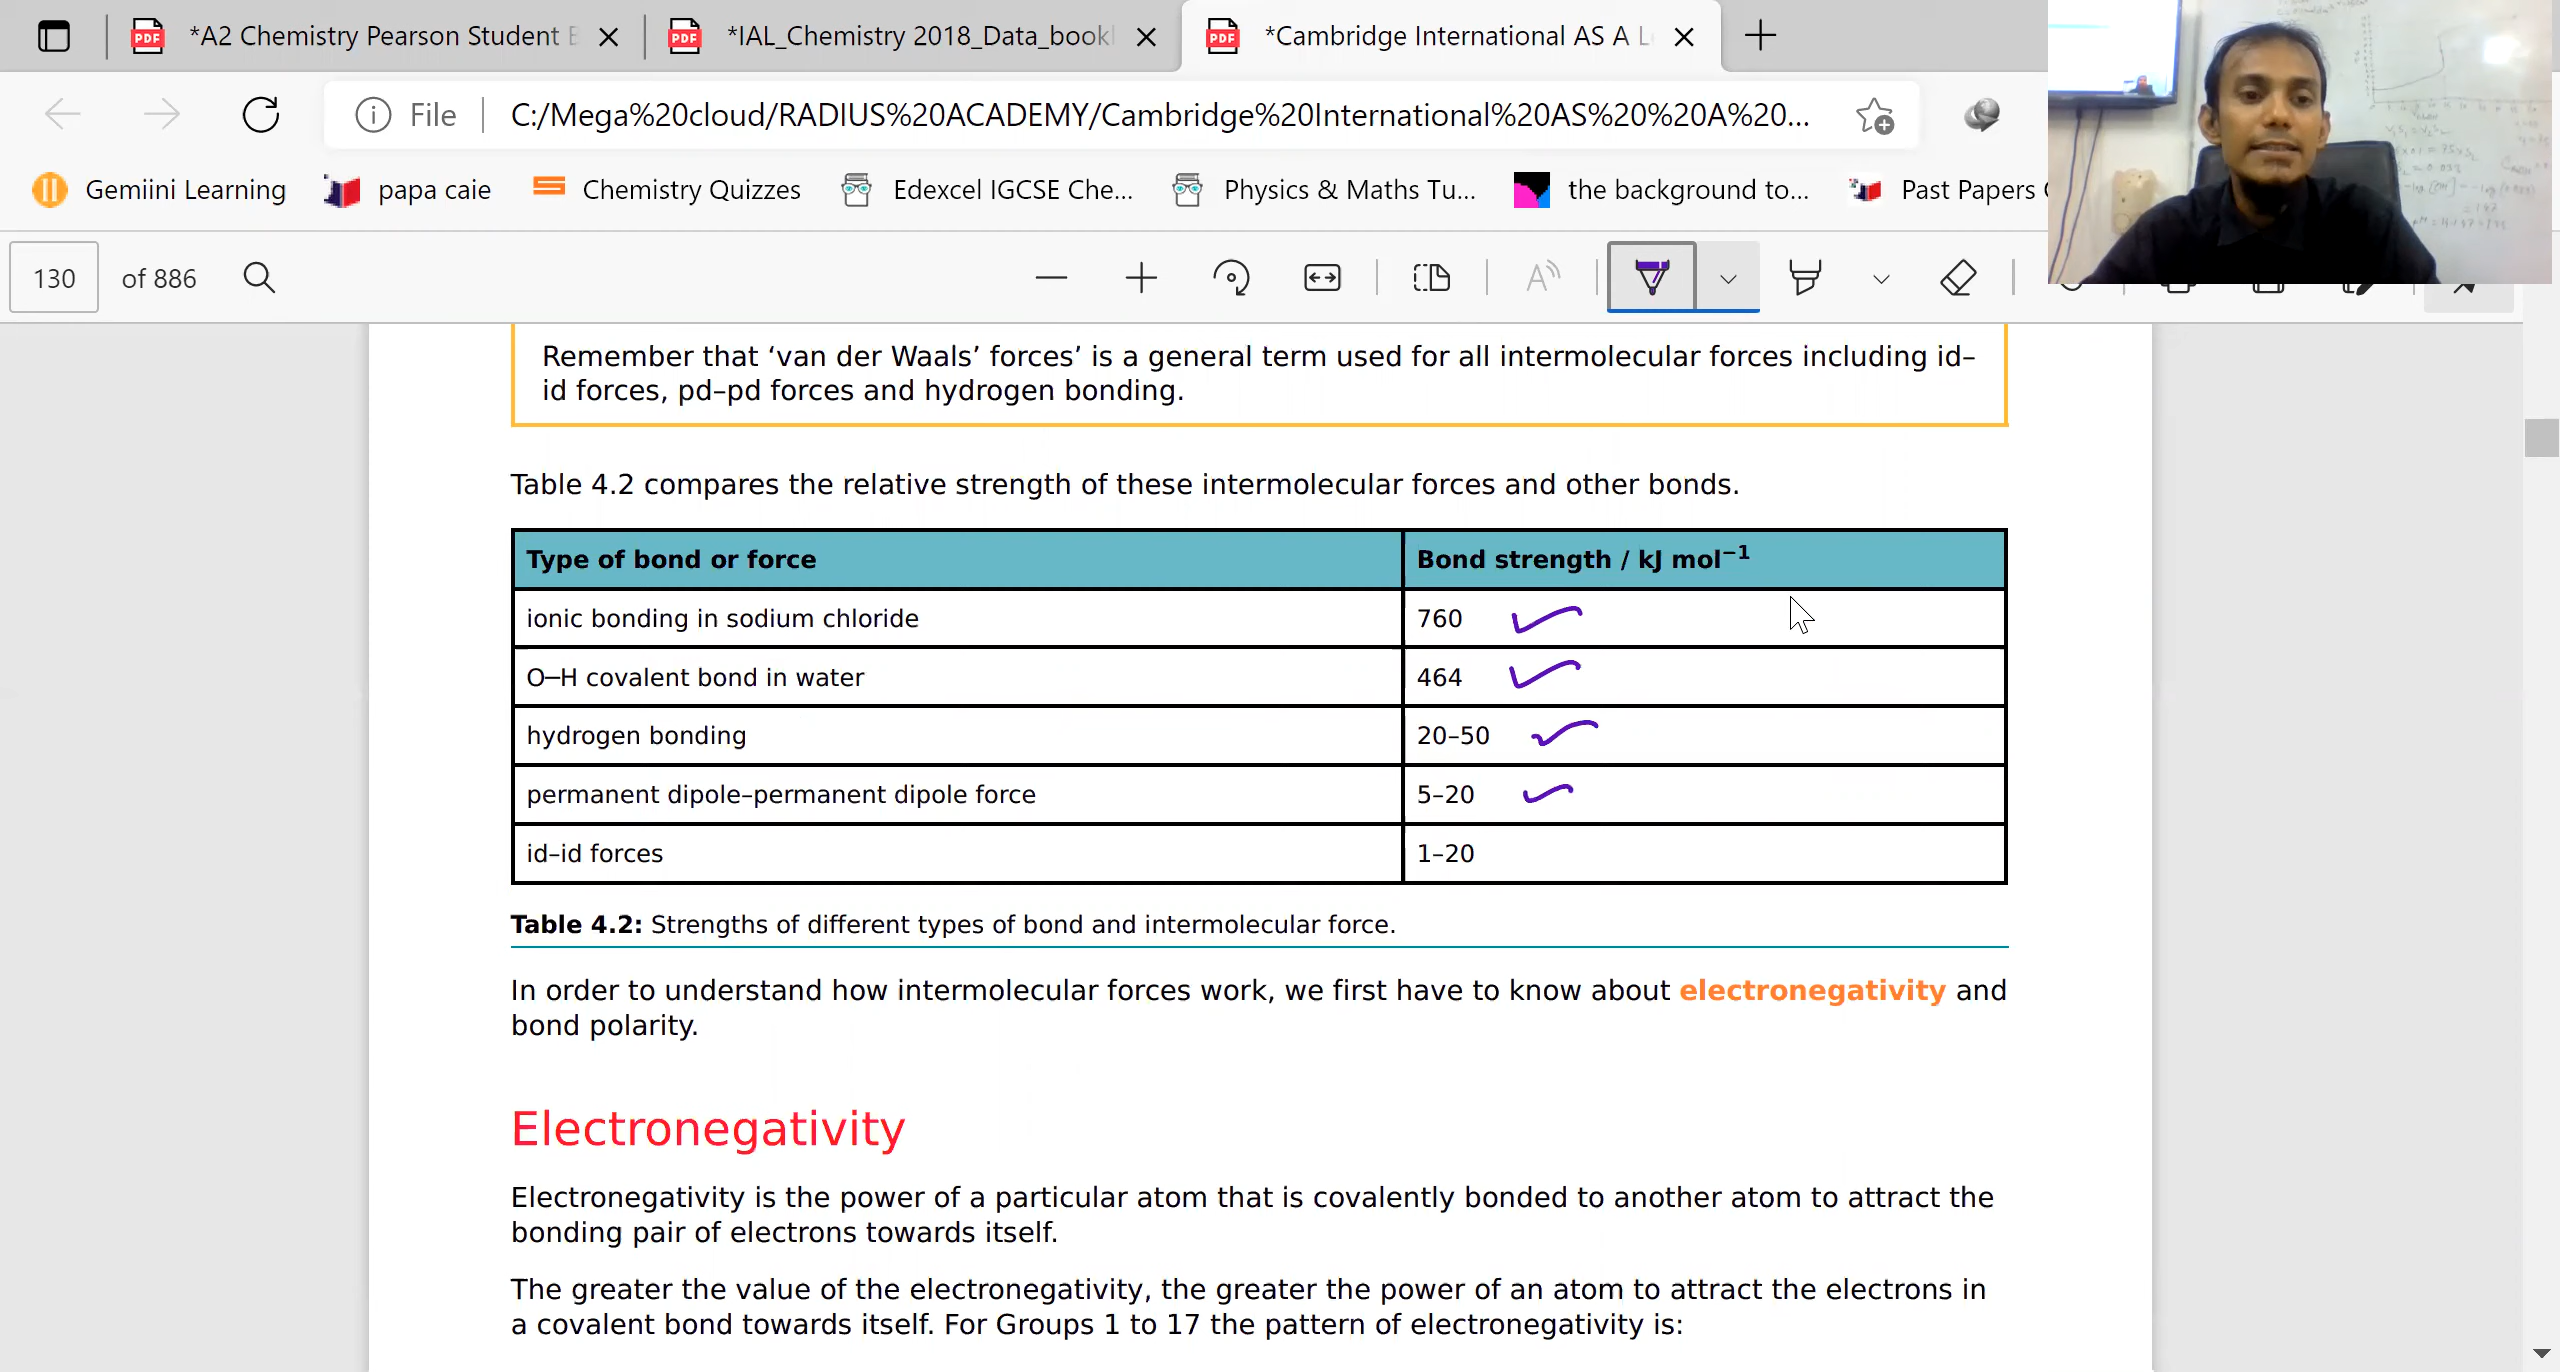 *A2 Chemistry Pearson Student B
*IAL_Chemistry 2018_Data_bookl
*Cambridge International AS A L
File
C:/Mega%20cloud/RADIUS%20ACADEMY/Cambridge%20International%20AS%20%20A%20...
Gemiini Learning
papa caie
Chemistry Quizzes
Edexcel IGCSE Che...
Physics & Maths Tu...
the background to...
Past Papers
130 of 886
Remember that ‘van der Waals’ forces’ is a general term used for all intermolecular forces including id–
id forces, pd–pd forces and hydrogen bonding.
Table 4.2 compares the relative strength of these intermolecular forces and other bonds.
Type of bond or force Bond strength / kJ mol⁻¹
ionic bonding in sodium chloride 760
O─H covalent bond in water 464
hydrogen bonding 20–50
permanent dipole–permanent dipole force 5–20
id–id forces 1–20
Table 4.2: Strengths of different types of bond and intermolecular force.
In order to understand how intermolecular forces work, we first have to know about electronegativity and
bond polarity.
Electronegativity
Electronegativity is the power of a particular atom that is covalently bonded to another atom to attract the
bonding pair of electrons towards itself.
The greater the value of the electronegativity, the greater the power of an atom to attract the electrons in
a covalent bond towards itself. For Groups 1 to 17 the pattern of electronegativity is: